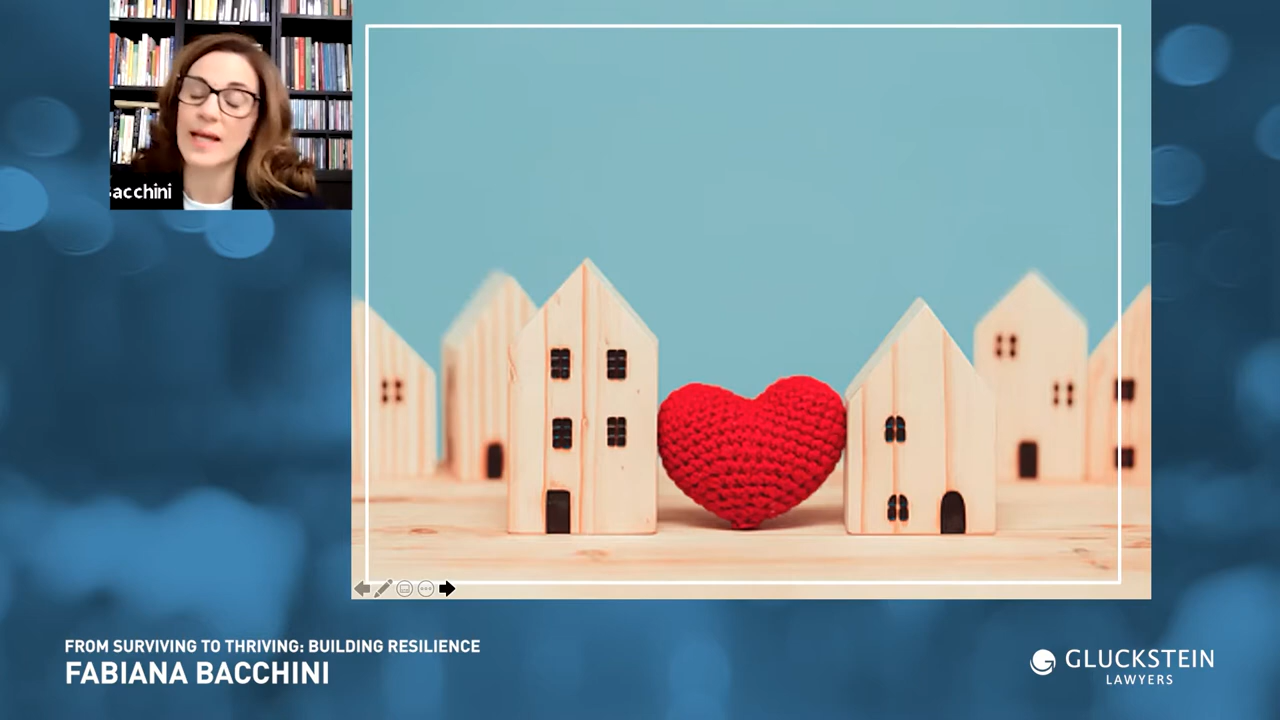 acchini
FROM SURVIVING TO THRIVING: BUILDING RESILIENCE
FABIANA BACCHINI
GLUCKSTEIN
LAWYERS